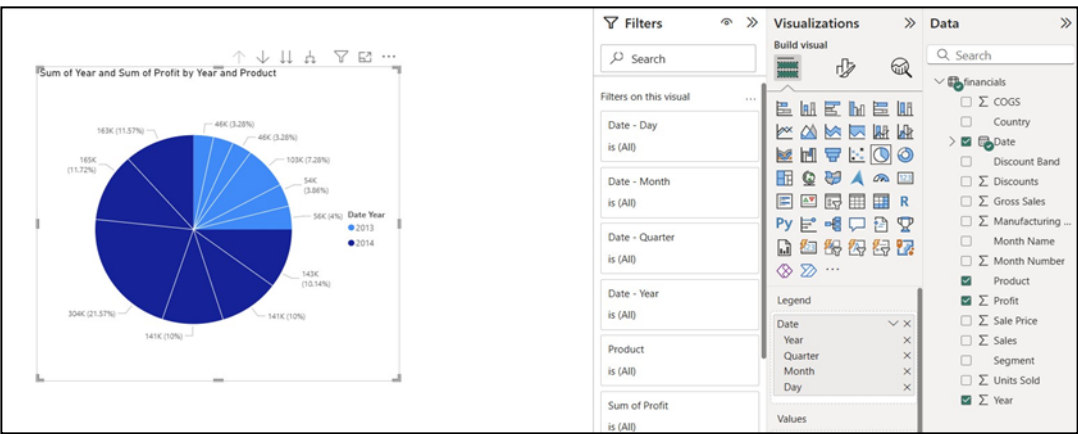 Sum of Year and Sum of Profit by Year and Product
46K (3.28%)
46K (3.28%)
103K (7.28%)
54K
(3.86%)
56K (4%)
143K
(10.14%)
141K (10%)
141K (10%)
304K (21.57%)
165K
(11.72%)
163K (11.57%)
Date Year
2013
2014
Filters
Search
Filters on this visual
Date - Day
is (All)
Date - Month
is (All)
Date - Quarter
is (All)
Date - Year
is (All)
Product
is (All)
Sum of Profit
is (All)
Visualizations
Build visual
R
Py
Legend
Date
Year
Quarter
Month
Day
Values
Data
Search
financials
COGS
Country
Date
Discount Band
Discounts
Gross Sales
Manufacturing ...
Month Name
Month Number
Product
Profit
Sale Price
Sales
Segment
Units Sold
Year